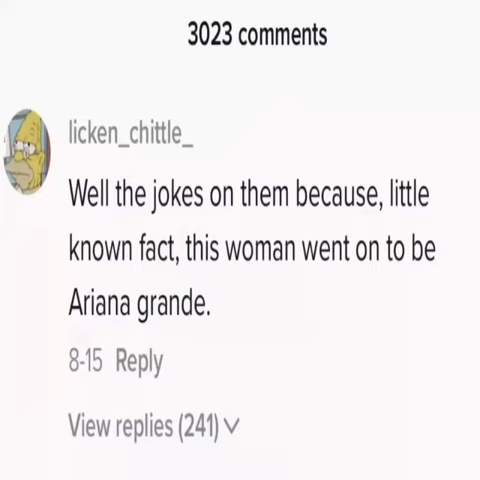 3023 comments
licken_chittle_
Well the jokes on them because, little
known fact, this woman went on to be
Ariana grande.
8-15 Reply
View replies (241)